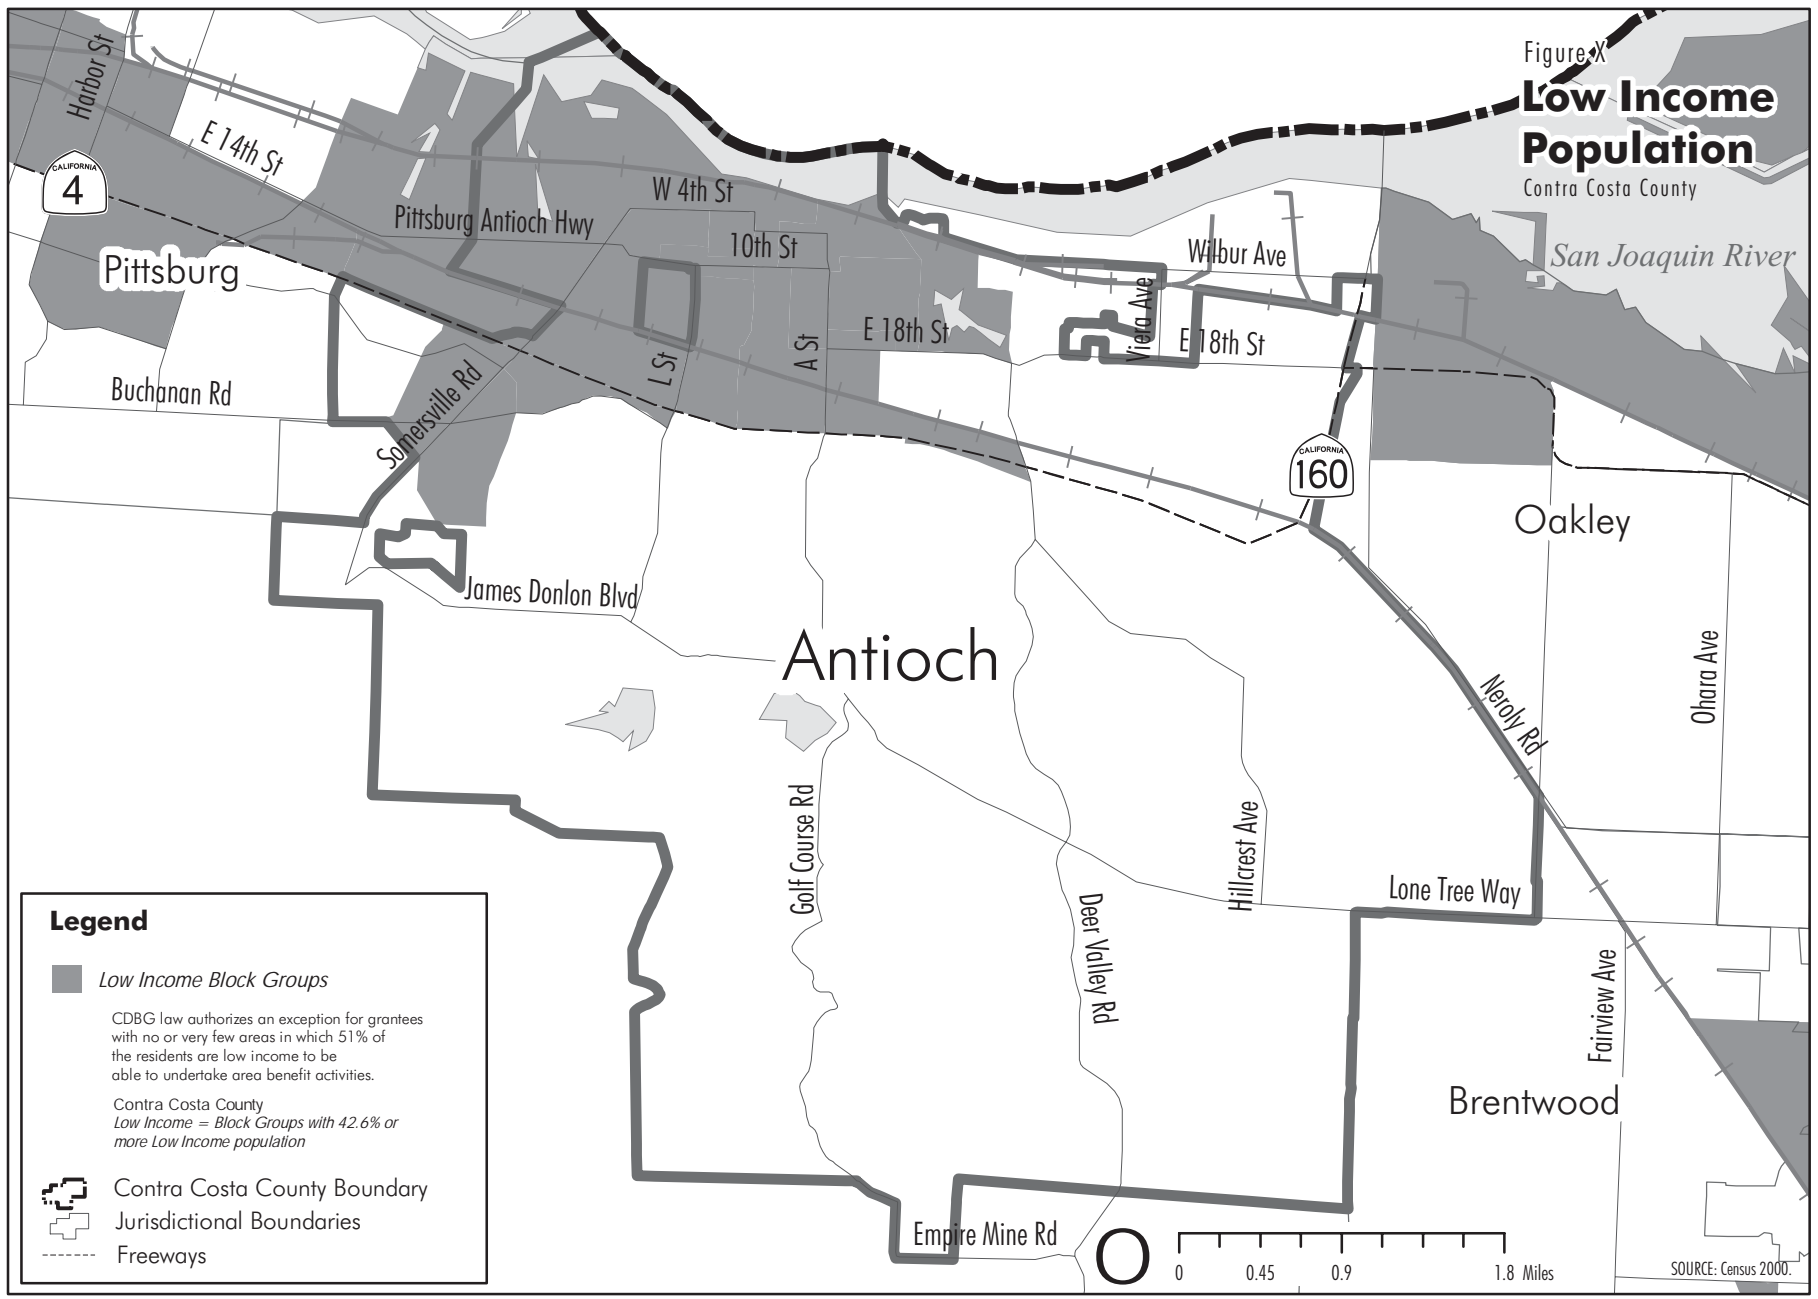 Figure X
Low Income
Population
Contra Costa County
San Joaquin River
Harbor St
E 14th St
CALIFORNIA
4
Pittsburg
Pittsburg Antioch Hwy
W 4th St
10th St
Wilbur Ave
Viera Ave
E 18th St
E 18th St
A St
L St
Buchanan Rd
Somersville Rd
CALIFORNIA
160
Oakley
James Donlon Blvd
Antioch
Neroly Rd
Ohara Ave
Golf Course Rd
Hillcrest Ave
Deer Valley Rd
Lone Tree Way
Fairview Ave
Brentwood
Empire Mine Rd
Legend
Low Income Block Groups
CDBG law authorizes an exception for grantees
with no or very few areas in which 51% of
the residents are low income to be
able to undertake area benefit activities.
Contra Costa County
Low Income = Block Groups with 42.6% or
more Low Income population
Contra Costa County Boundary
Jurisdictional Boundaries
Freeways
O
0 0.45 0.9 1.8 Miles
SOURCE: Census 2000.